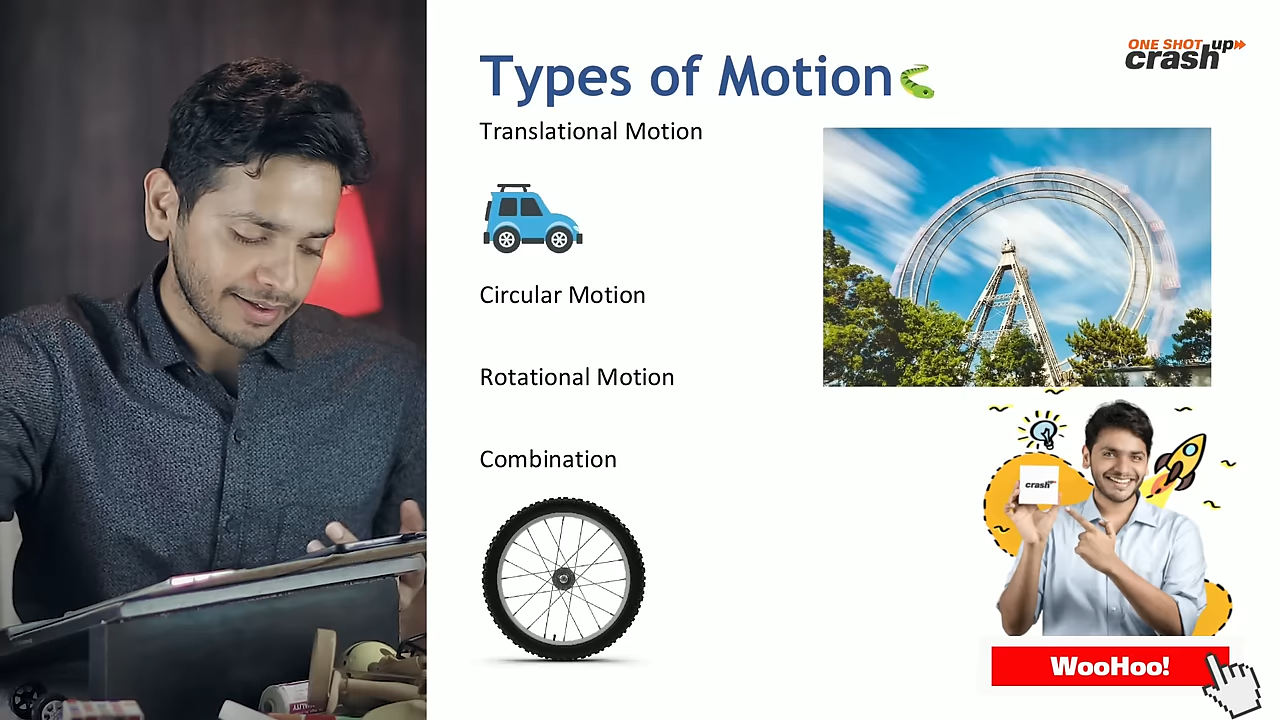 Types of Motion
ONE SHOT
crash up
Translational Motion
Circular Motion
Rotational Motion
Combination
crash
WooHoo!